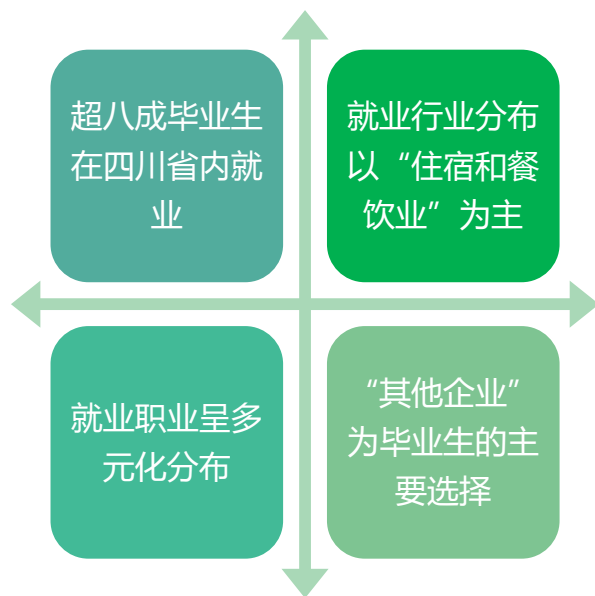 超八成毕业生
在四川省内就
业
就业行业分布
以“住宿和餐
饮业”为主
就业职业呈多
元化分布
“其他企业”
为毕业生的主
要选择